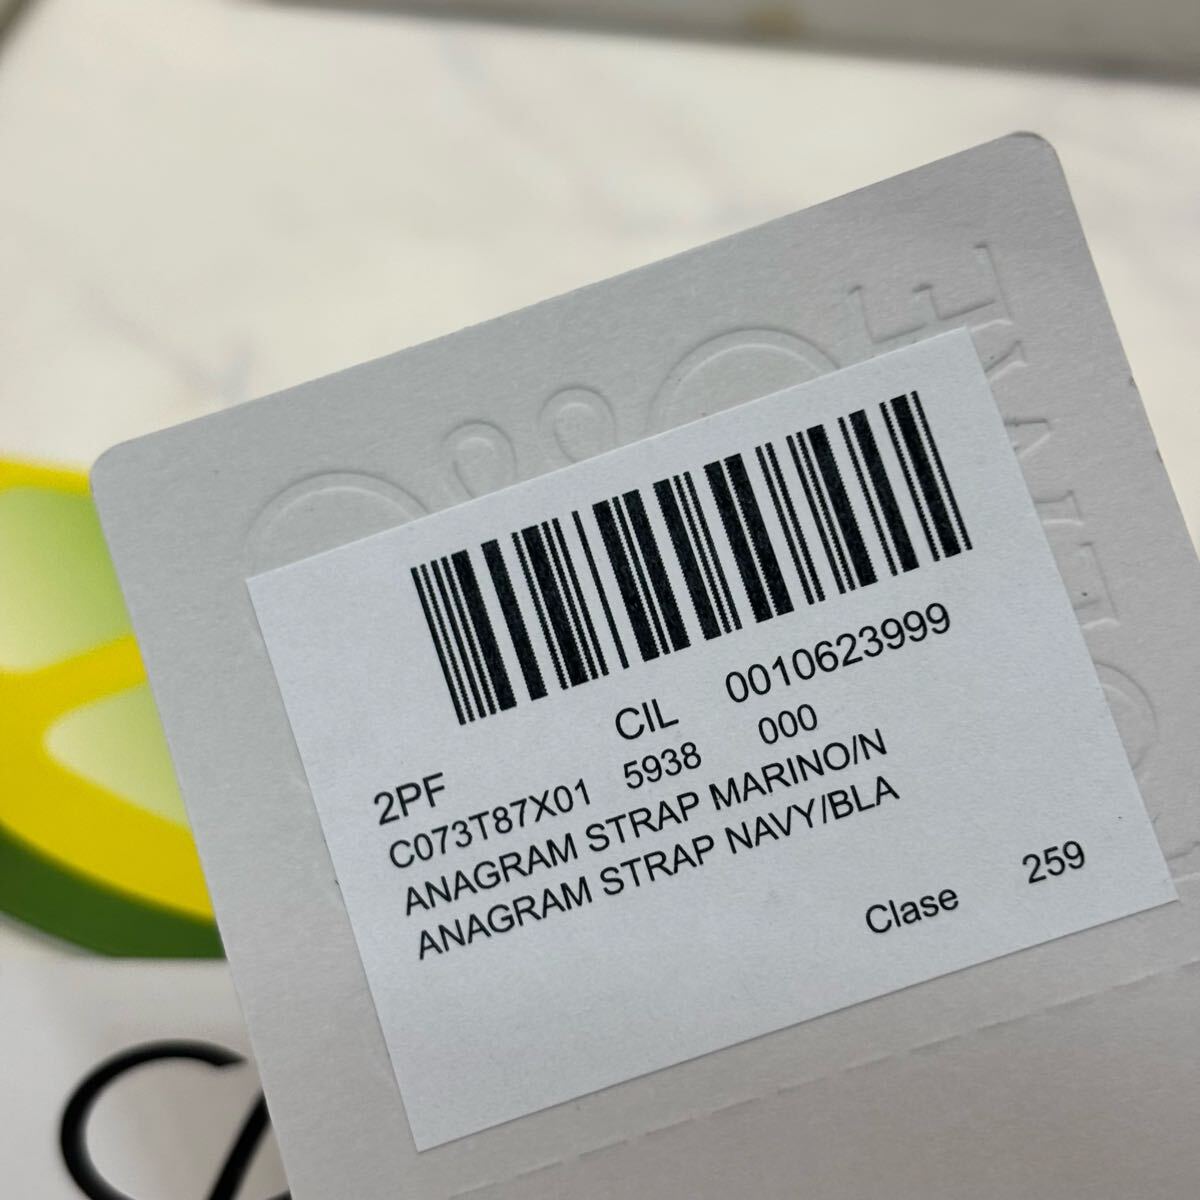 CIL 0010623999
2PF
C073T87X01 5938 000
ANAGRAM STRAP MARINO/N
ANAGRAM STRAP NAVY/BLA
Clase 259